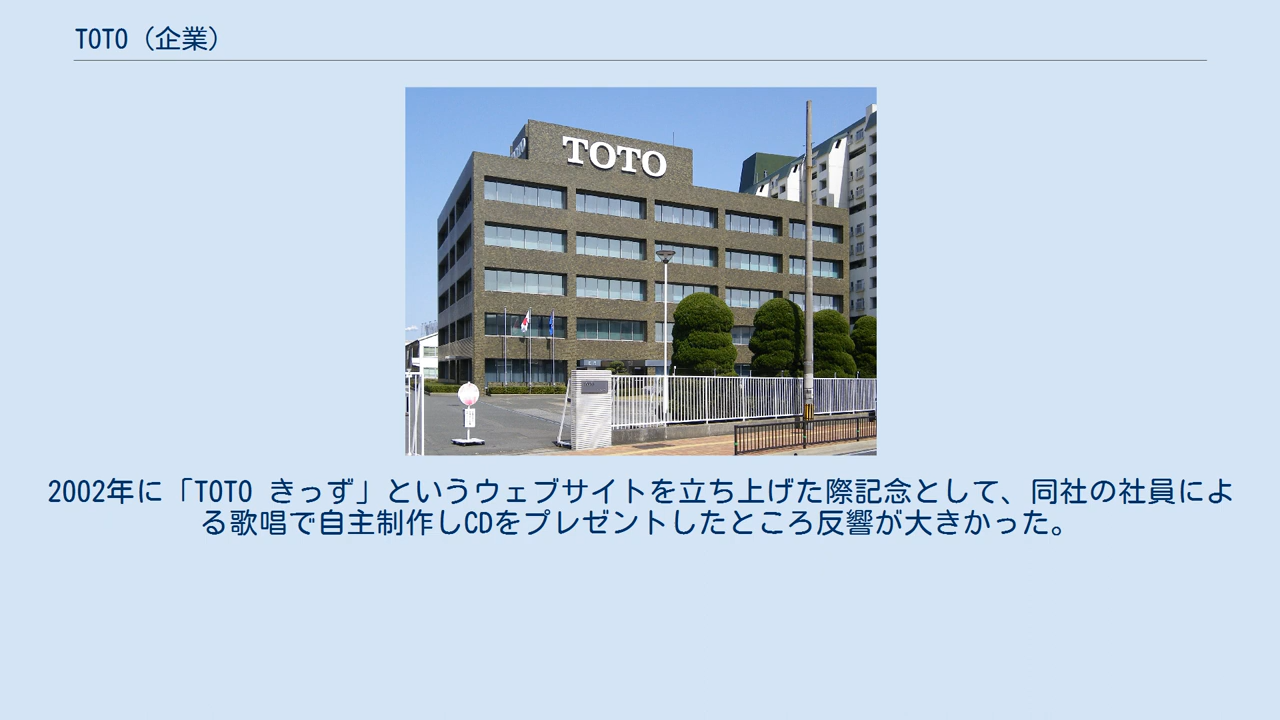 TOTO（企業）
TOTO
2002年に「TOTO きっず」というウェブサイトを立ち上げた際記念として、同社の社員によ
る歌唱で自主制作しCDをプレゼントしたところ反響が大きかった。